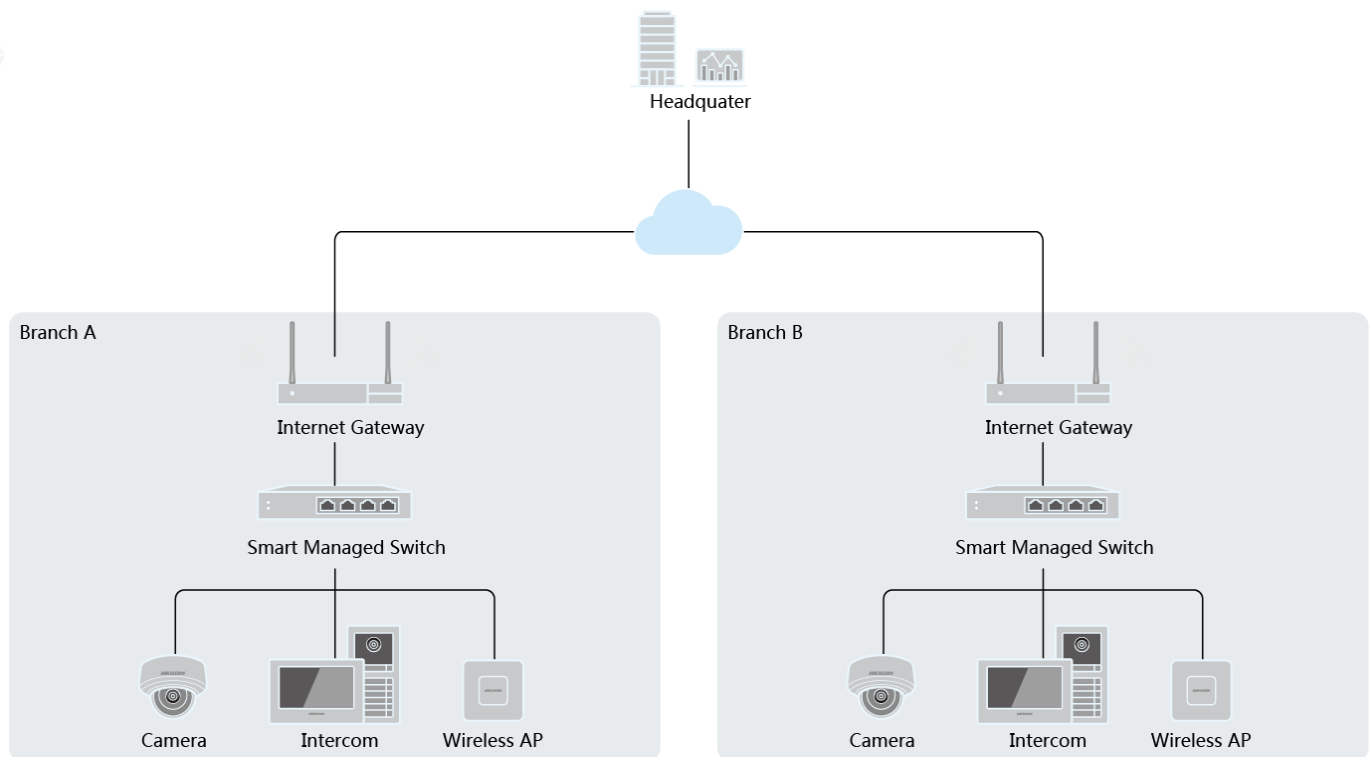 Headquater
Branch A
Branch B
Internet Gateway
Internet Gateway
Smart Managed Switch
Smart Managed Switch
Camera
Intercom
Wireless AP
Camera
Intercom
Wireless AP